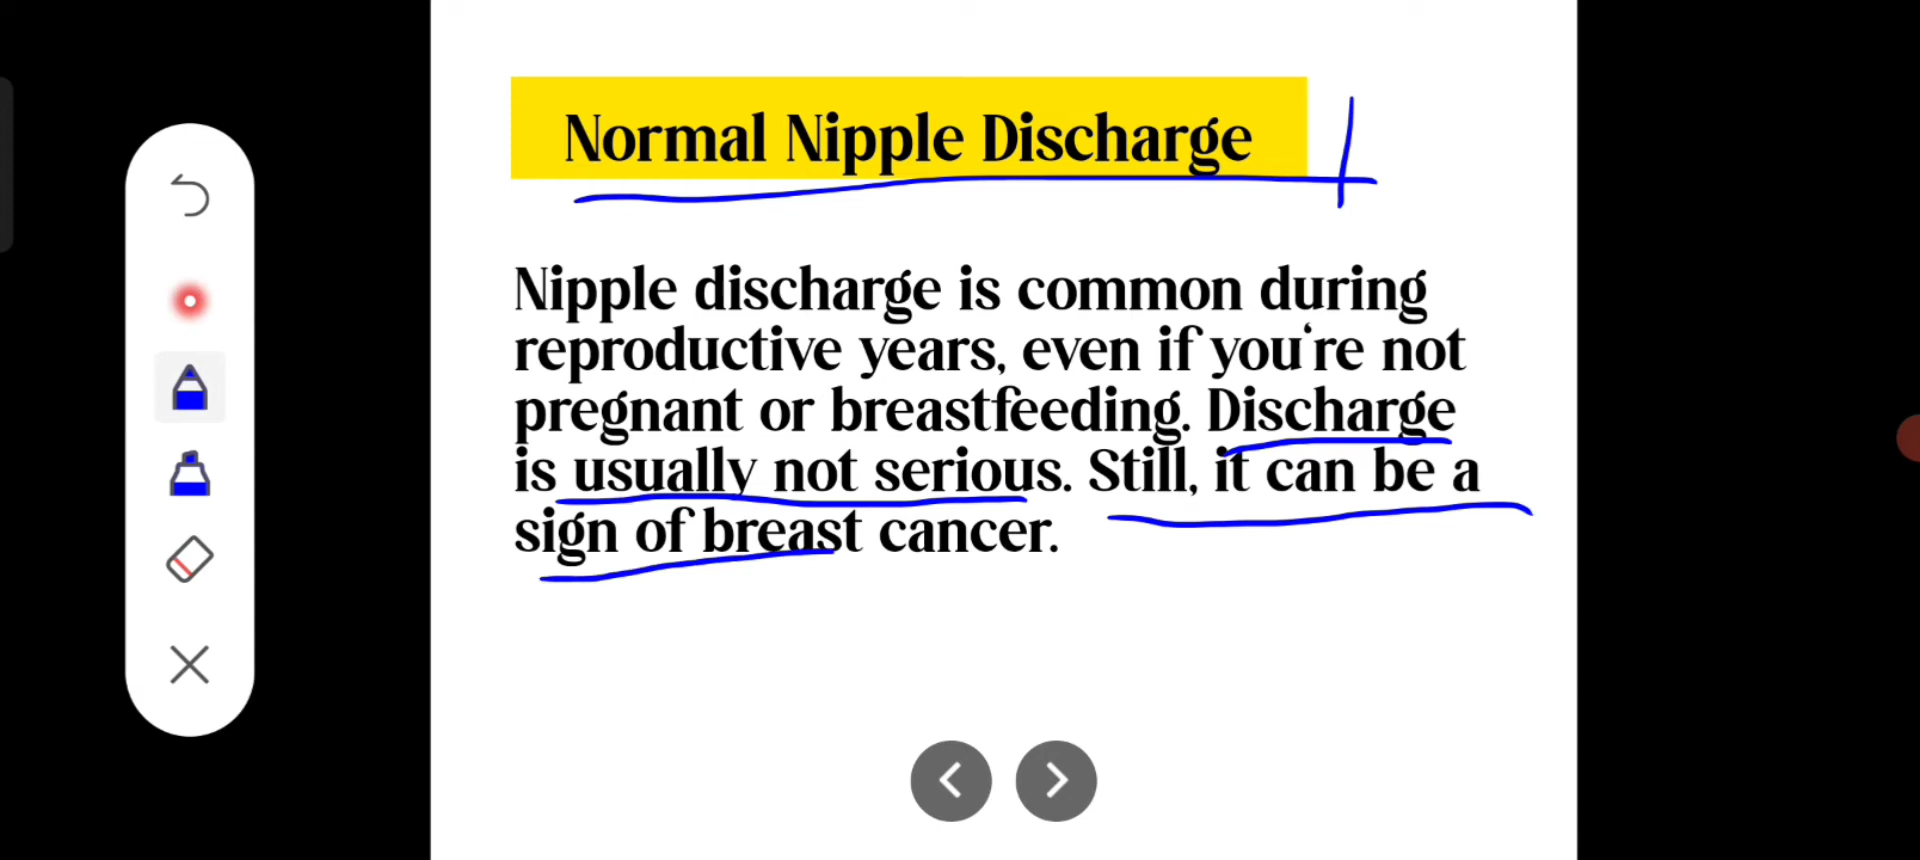 Normal Nipple Discharge
Nipple discharge is common during
reproductive years, even if you're not
pregnant or breastfeeding. Discharge
is usually not serious. Still, it can be a
sign of breast cancer.